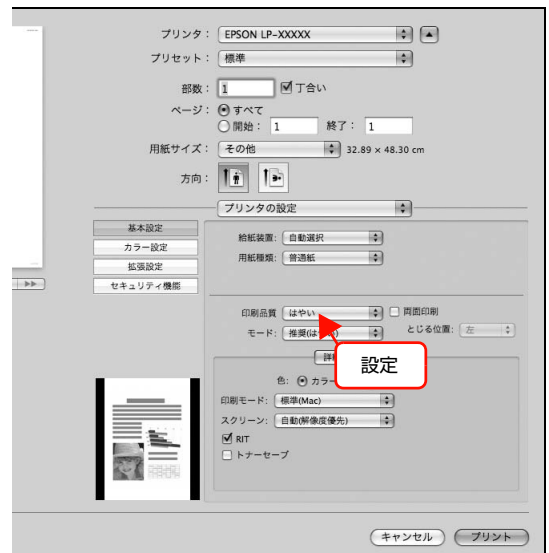 プリンタ： EPSON LP-XXXXX
プリセット： 標準
部数： 1 丁合い
ページ： すべて
開始： 1 終了： 1
用紙サイズ： その他 32.89 × 48.30 cm
方向：
プリンタの設定
基本設定
カラー設定
拡張設定
セキュリティ機能
給紙装置： 自動選択
用紙種類： 普通紙
印刷品質 はやい 両面印刷
モード： 推奨(は とじる位置： 左
設定
色： カラー
印刷モード： 標準(Mac)
スクリーン： 自動(解像度優先)
RIT
トナーセーブ
キャンセル プリント